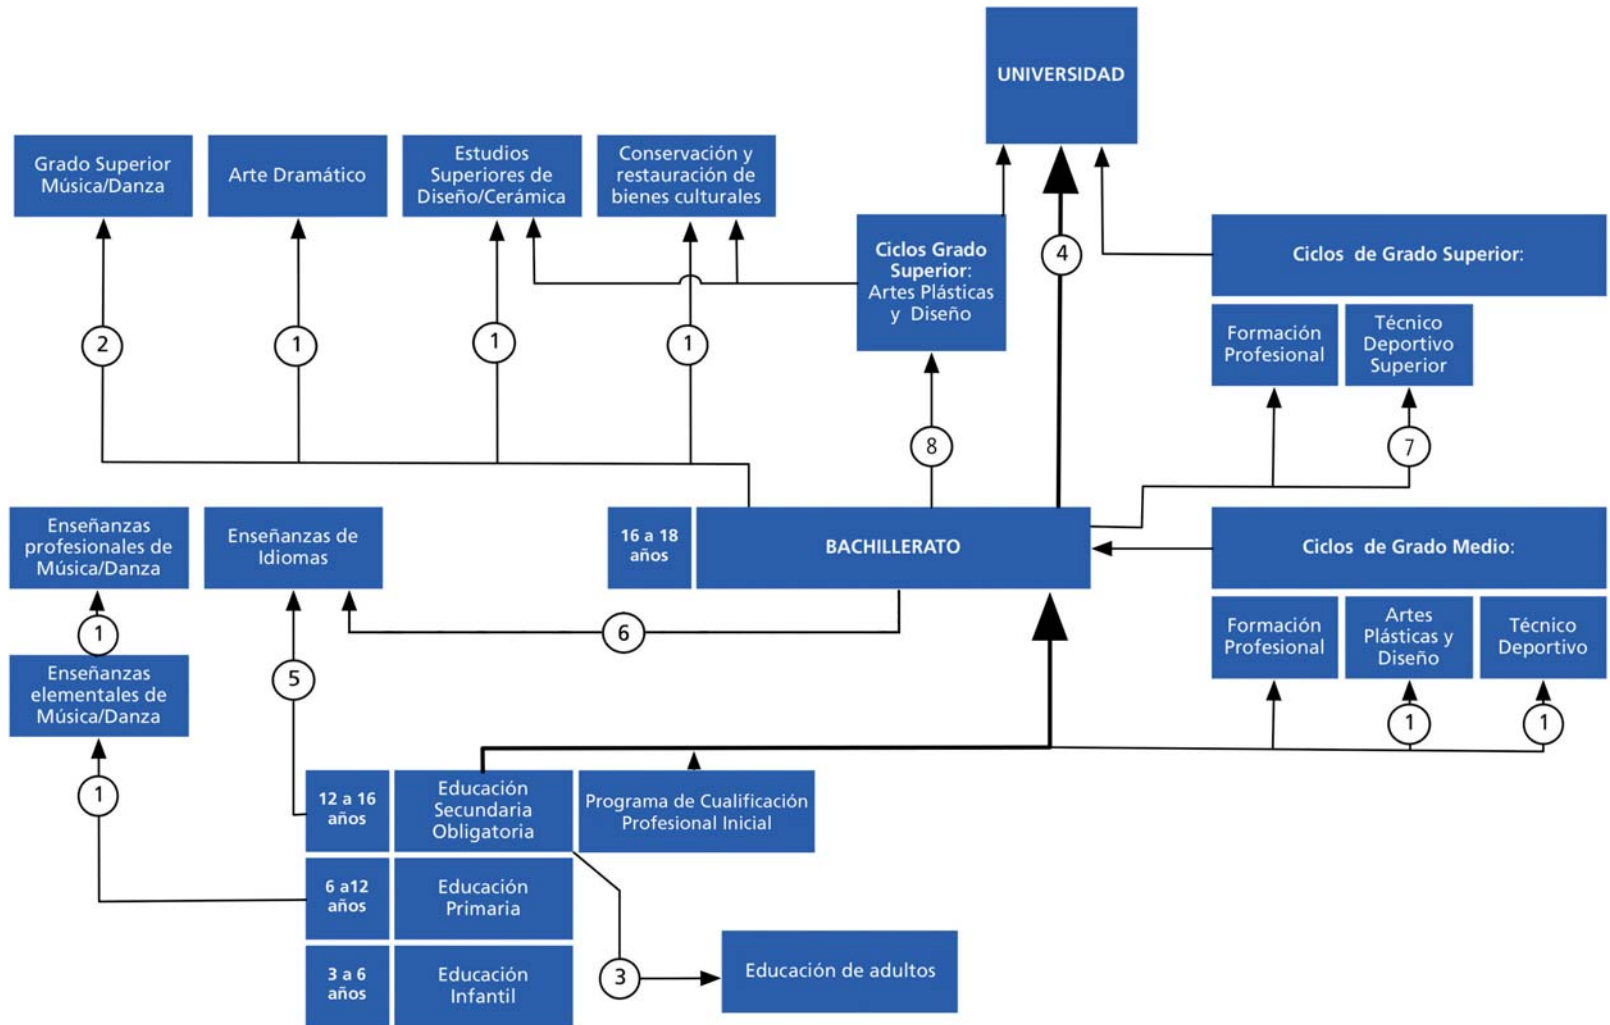 UNIVERSIDAD
Grado Superior
Música/Danza
Arte Dramático
Estudios
Superiores de
Diseño/Cerámica
Conservación y
restauración de
bienes culturales
Ciclos Grado
Superior:
Artes Plásticas
y Diseño
4
Ciclos de Grado Superior:
Formación
Profesional
Técnico
Deportivo
Superior
2
1
1
1
8
7
Enseñanzas
profesionales de
Música/Danza
Enseñanzas de
Idiomas
16 a 18
años
BACHILLERATO
Ciclos de Grado Medio:
Formación
Profesional
Artes
Plásticas y
Diseño
Técnico
Deportivo
1
6
Enseñanzas
elementales de
Música/Danza
5
1
1
1
12 a 16
años
Educación
Secundaria
Obligatoria
Programa de Cualificación
Profesional Inicial
6 a12
años
Educación
Primaria
3 a 6
años
Educación
Infantil
3
Educación de adultos